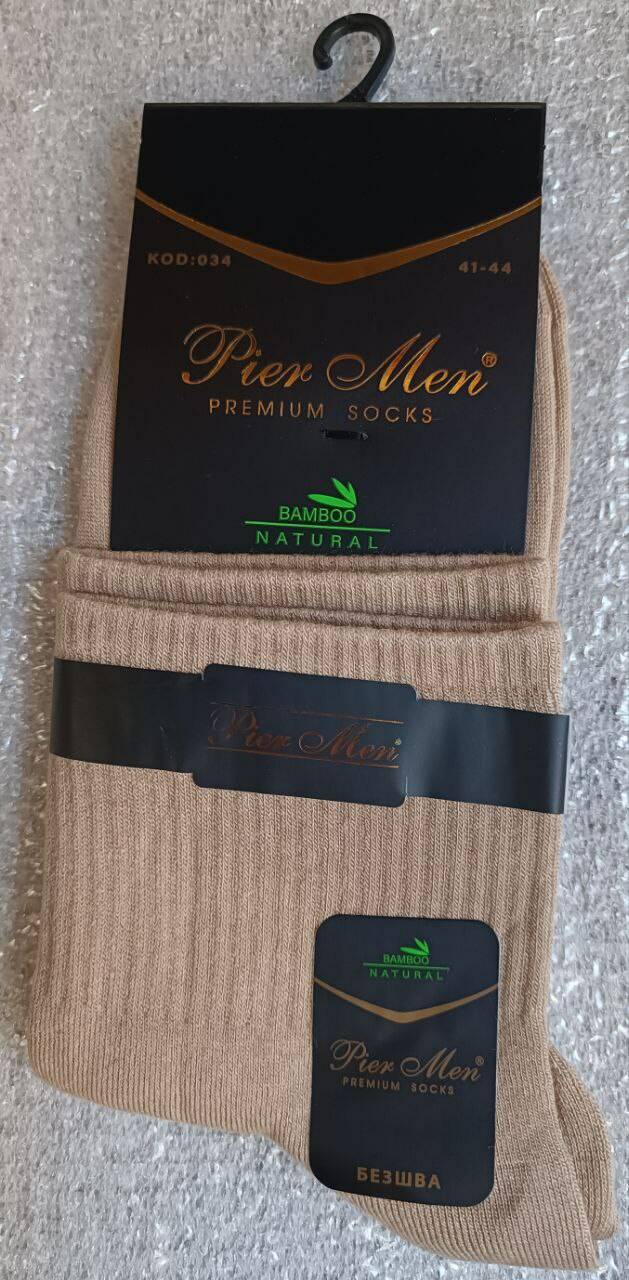 KOD:034
41-44
Pier Men®
PREMIUM SOCKS
BAMBOO
NATURAL
Pier Men®
BAMBOO
NATURAL
Pier Men®
PREMIUM SOCKS
БЕЗШВА